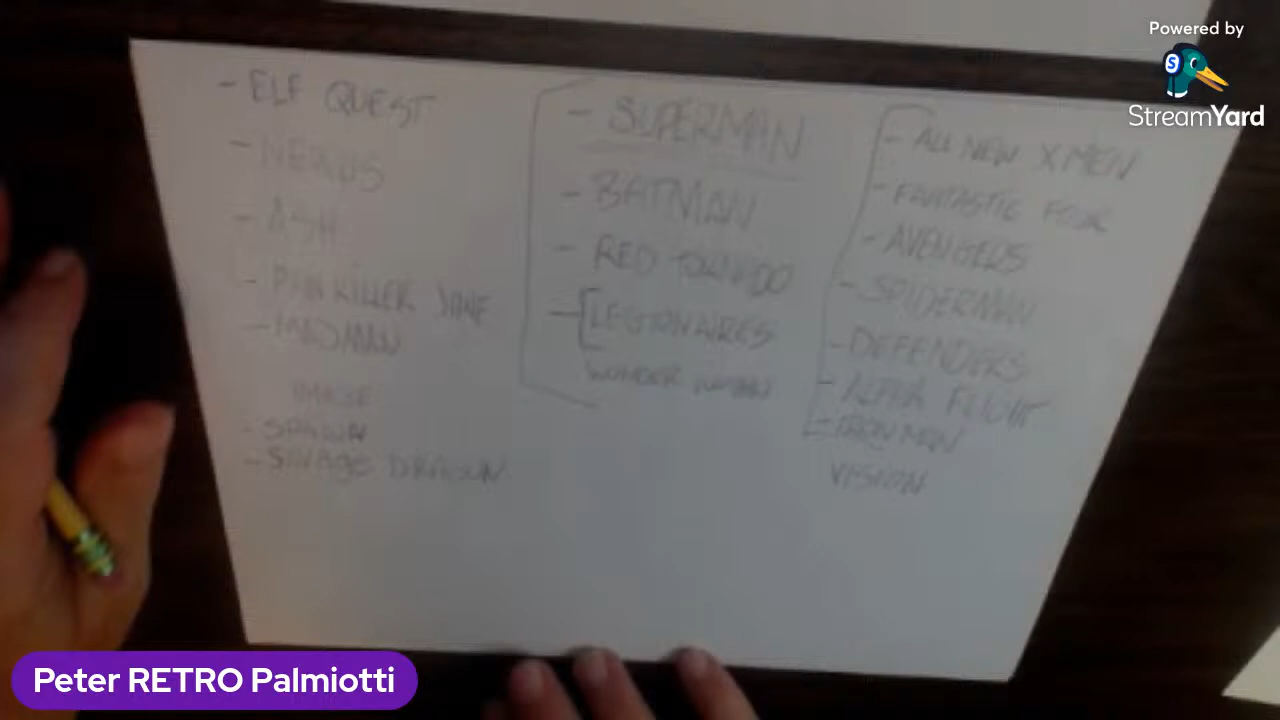 - ELF QUEST
- NEXUS
- ASH
- PAINKILLER JANE
- MADMAN
IMAGE
- SPAWN
- SAVAGE DRAGON
- SUPERMAN
- BATMAN
- RED TORNADO
- LEGIONAIRES
WONDER WOMAN
- ALL NEW X MEN
- FANTASTIC FOUR
- AVENGERS
- SPIDERMAN
- DEFENDERS
- ALPHA FLIGHT
- IRON MAN
VISION
Powered by
StreamYard
Peter RETRO Palmiotti